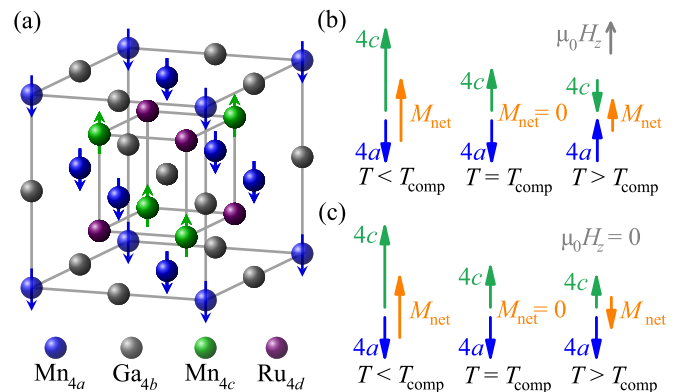 (a)
Mn4a Ga4b Mn4c Ru4d
(b)
μ0Hz
4c 4c 4c
Mnet Mnet = 0 Mnet
4a 4a 4a
T < Tcomp T = Tcomp T > Tcomp
(c)
μ0Hz = 0
4c 4c 4c
Mnet Mnet = 0 Mnet
4a 4a 4a
T < Tcomp T = Tcomp T > Tcomp